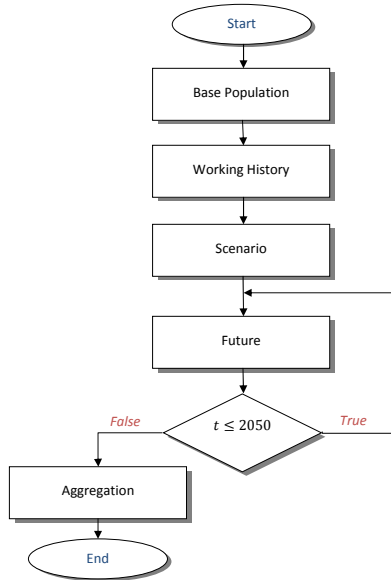 Start
Base Population
Working History
Scenario
Future
t ≤ 2050
False
True
Aggregation
End